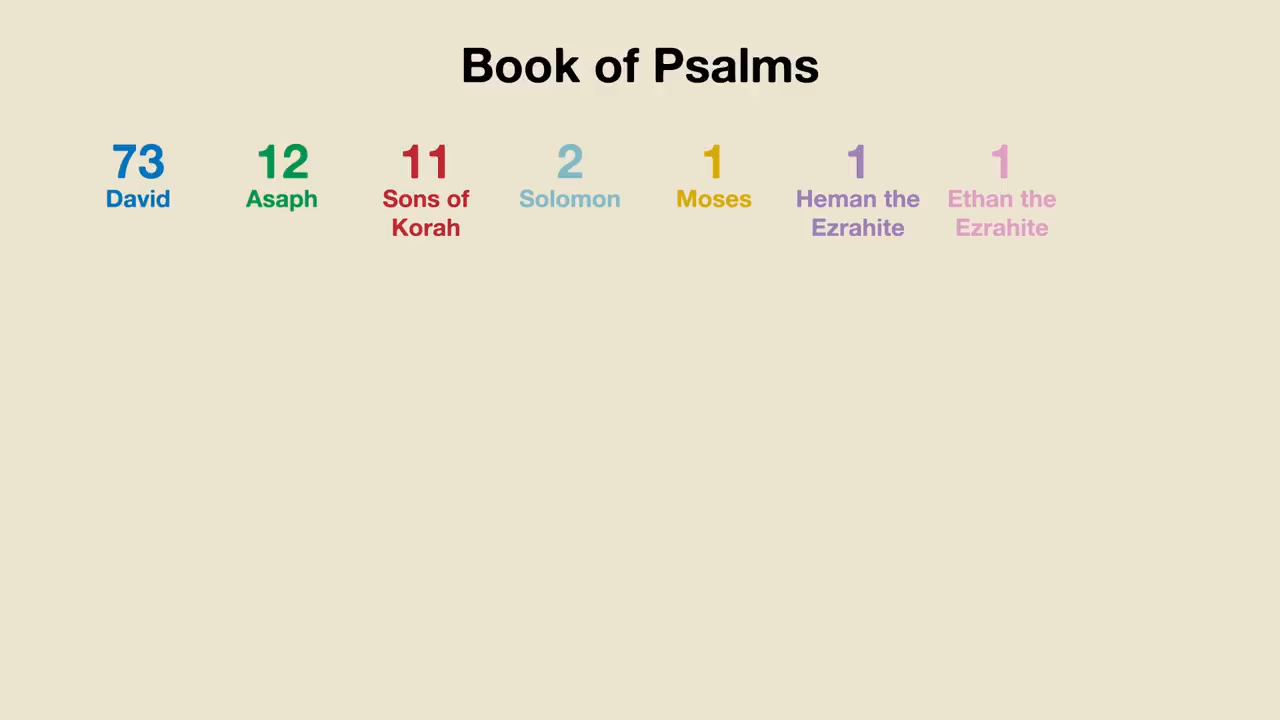 Book of Psalms
73
David
12
Asaph
11
Sons of
Korah
2
Solomon
1
Moses
1
Heman the
Ezrahite
1
Ethan the
Ezrahite